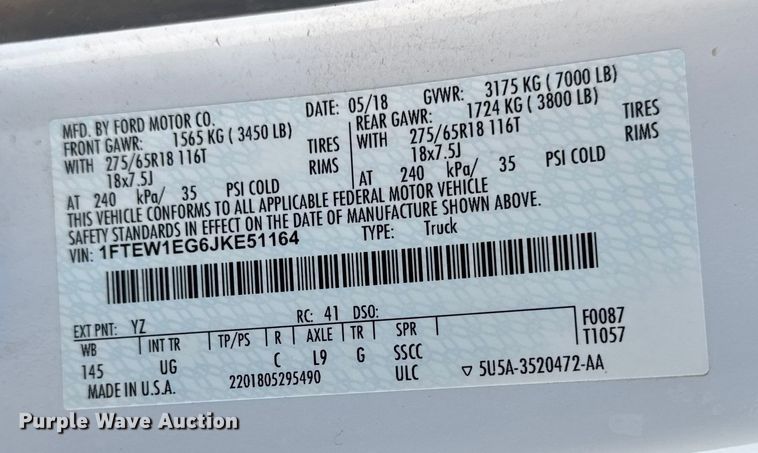 MFD. BY FORD MOTOR CO. DATE: 05/18 GVWR: 3175 KG ( 7000 LB)
FRONT GAWR: 1565 KG ( 3450 LB) REAR GAWR: 1724 KG ( 3800 LB)
WITH 275/65R18 116T TIRES WITH 275/65R18 116T TIRES
18x7.5J RIMS 18x7.5J RIMS
AT 240 kPa/ 35 PSI COLD AT 240 kPa/ 35 PSI COLD
THIS VEHICLE CONFORMS TO ALL APPLICABLE FEDERAL MOTOR VEHICLE
SAFETY STANDARDS IN EFFECT ON THE DATE OF MANUFACTURE SHOWN ABOVE.
VIN: 1FTEW1EG6JKE51164 TYPE: Truck
EXT PNT: YZ RC: 41 DSO: F0087
WB INT TR TP/PS R AXLE TR SPR T1057
145 UG C L9 G SSCC
MADE IN U.S.A. 2201805295490 ULC ▽ 5U5A-3520472-AA
Purple Wave Auction